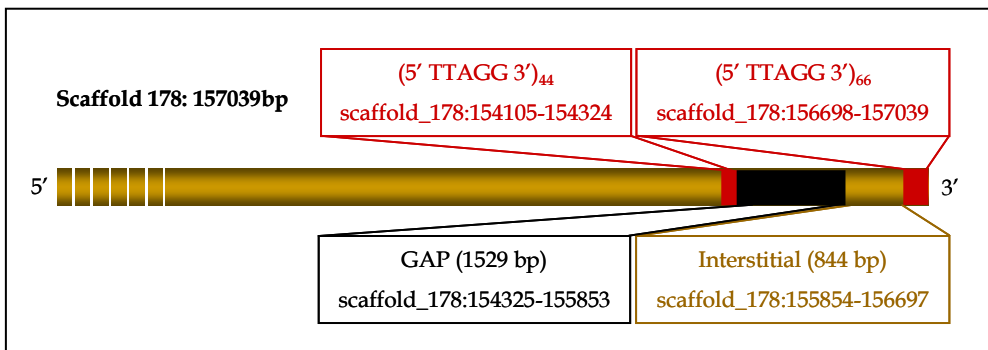 (5′ TTAGG 3′)44
scaffold_178:154105-154324
(5′ TTAGG 3′)66
scaffold_178:156698-157039
Scaffold 178: 157039bp
5′
3′
GAP (1529 bp)
scaffold_178:154325-155853
Interstitial (844 bp)
scaffold_178:155854-156697